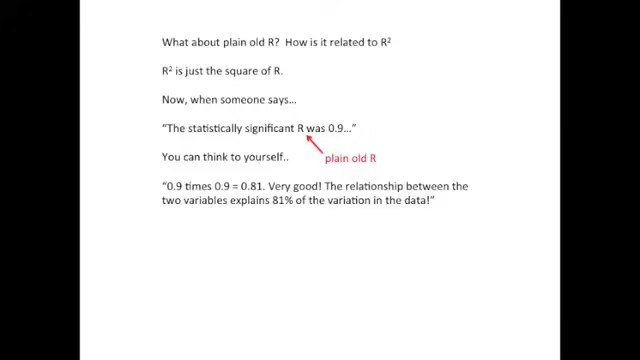 What about plain old R?  How is it related to R²
R² is just the square of R.
Now, when someone says…
“The statistically significant R was 0.9…”
You can think to yourself..
plain old R
“0.9 times 0.9 = 0.81. Very good! The relationship between the
two variables explains 81% of the variation in the data!”